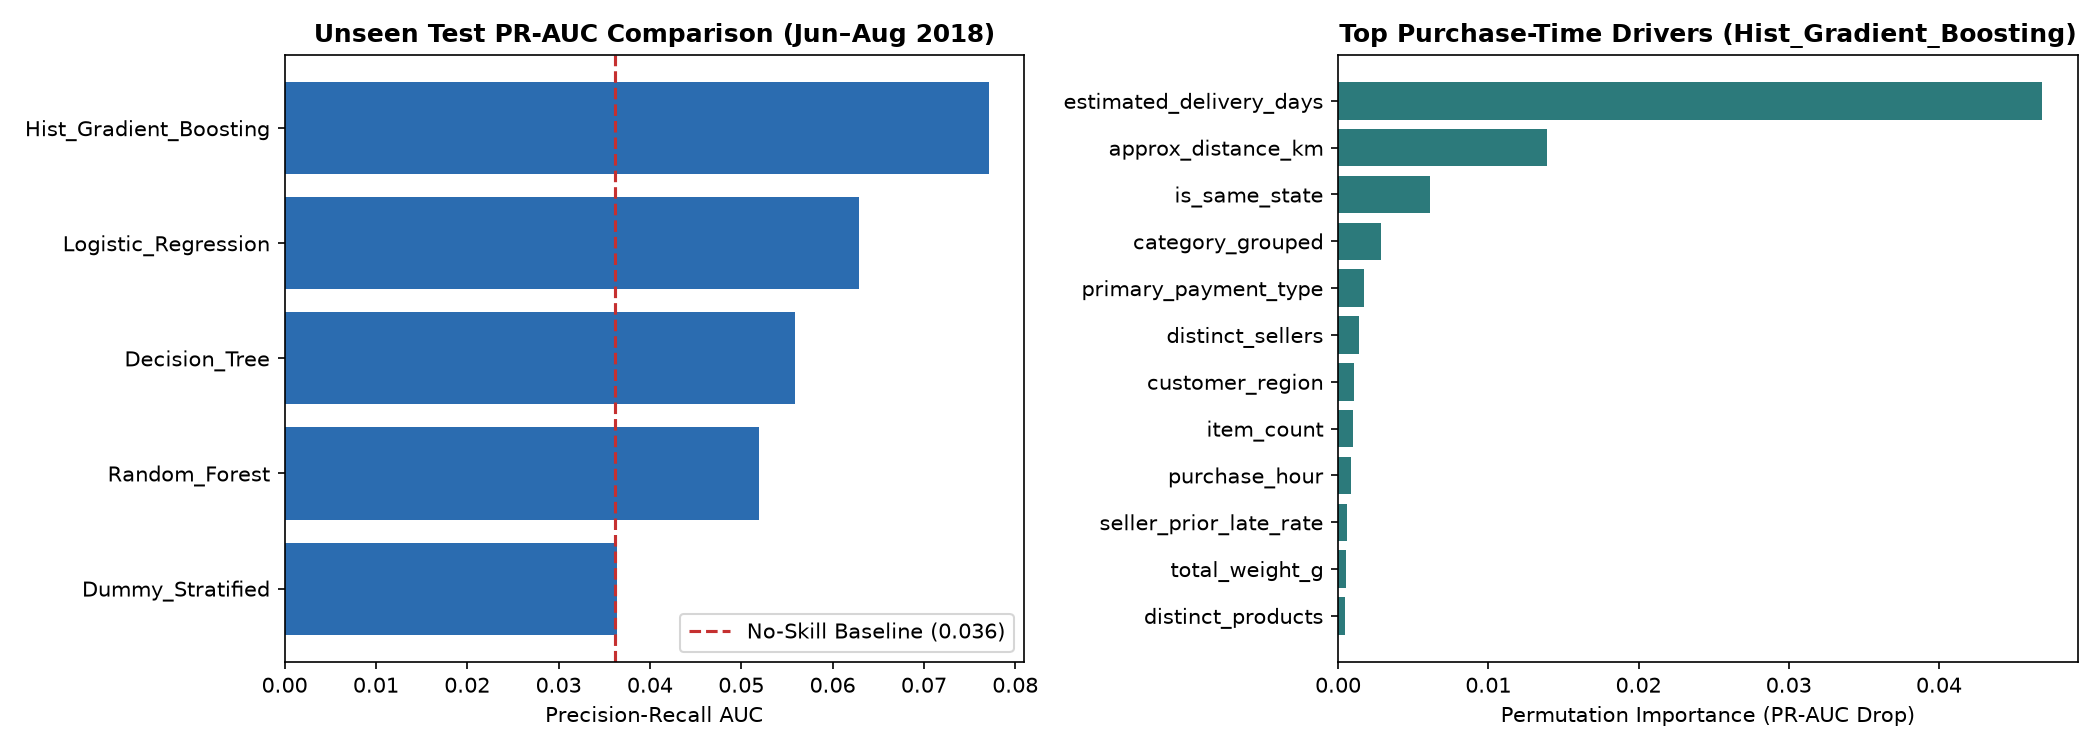 Unseen Test PR-AUC Comparison (Jun–Aug 2018)
Hist_Gradient_Boosting
Logistic_Regression
Decision_Tree
Random_Forest
Dummy_Stratified
No-Skill Baseline (0.036)
0.00 0.01 0.02 0.03 0.04 0.05 0.06 0.07 0.08
Precision-Recall AUC
Top Purchase-Time Drivers (Hist_Gradient_Boosting)
estimated_delivery_days
approx_distance_km
is_same_state
category_grouped
primary_payment_type
distinct_sellers
customer_region
item_count
purchase_hour
seller_prior_late_rate
total_weight_g
distinct_products
0.00 0.01 0.02 0.03 0.04
Permutation Importance (PR-AUC Drop)